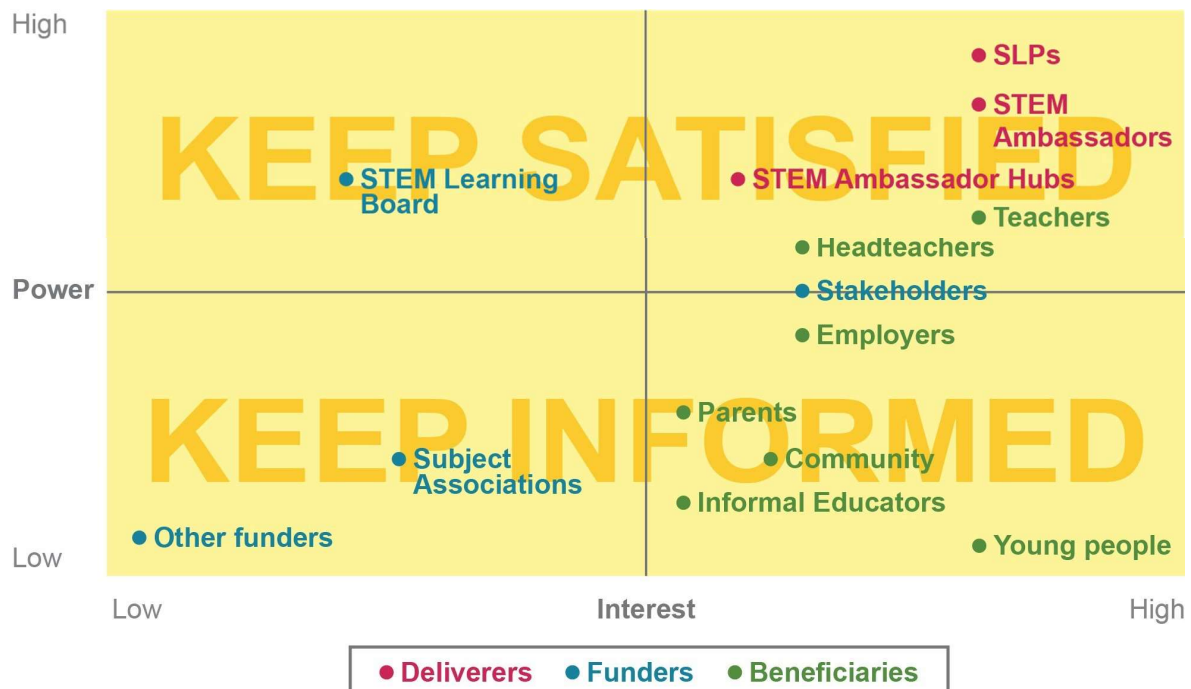 High
SLPs
STEM
Ambassadors
KEEP SATISFIED
STEM Learning
Board
STEM Ambassador Hubs
Teachers
Headteachers
Power
Stakeholders
Employers
KEEP INFORMED
Parents
Subject
Associations
Community
Informal Educators
Other funders
Young people
Low
Low
Interest
High
Deliverers
Funders
Beneficiaries